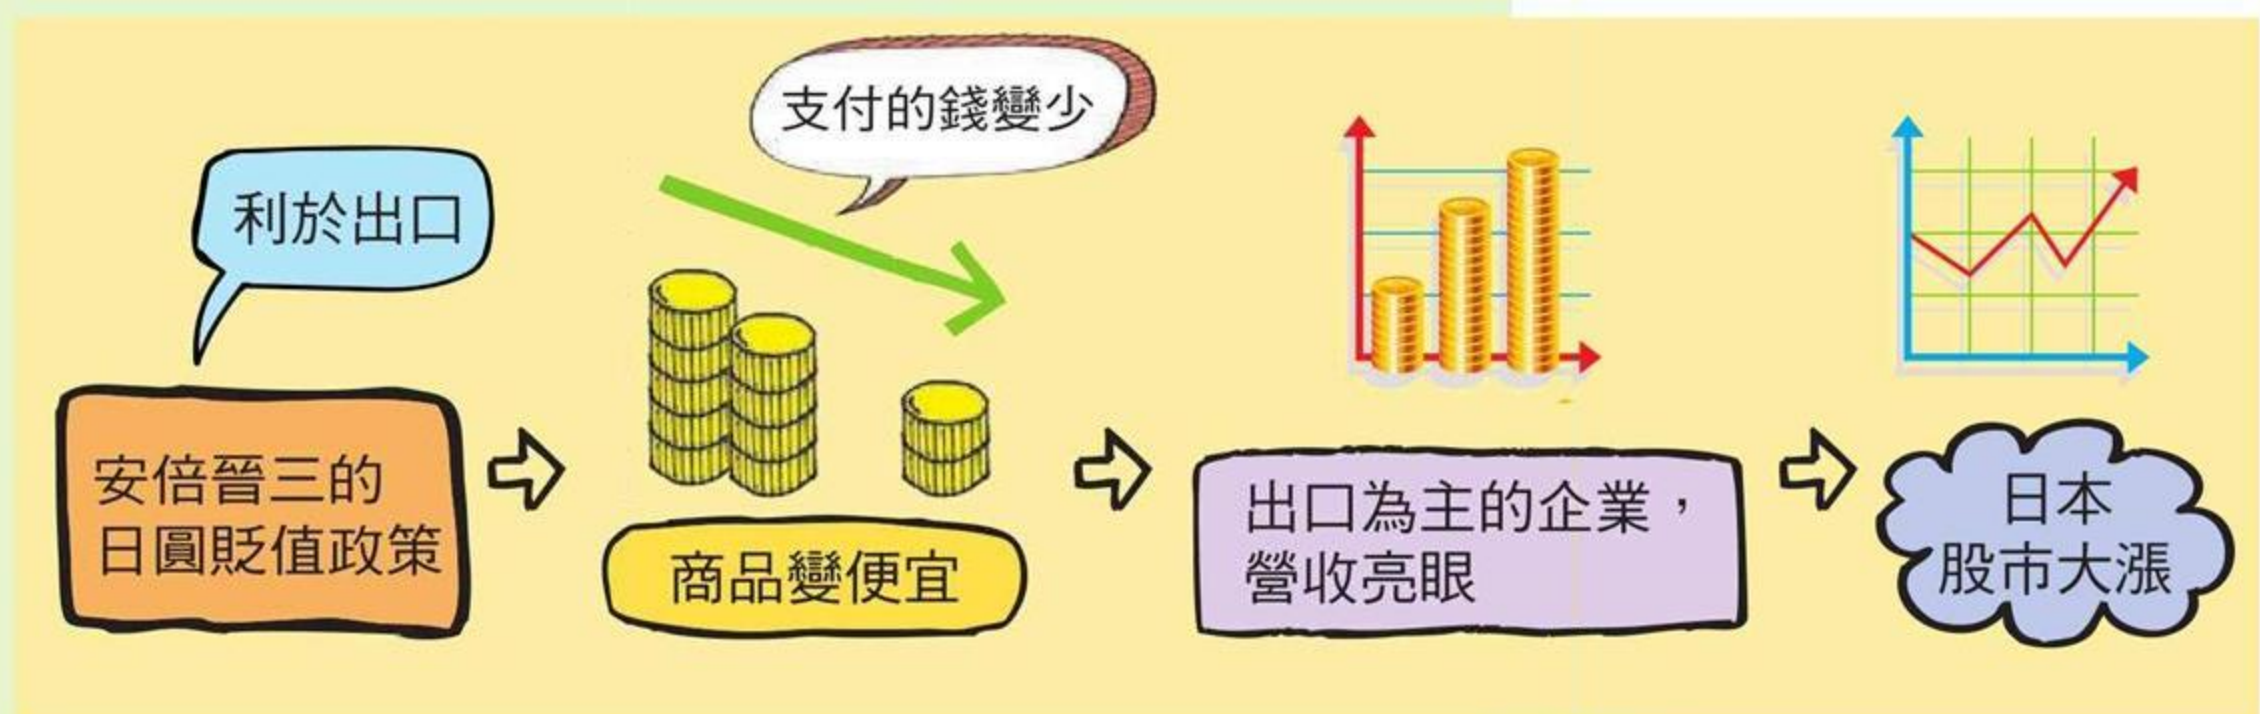 利於出口
安倍晉三的
日圓貶值政策
支付的錢變少
商品變便宜
出口為主的企業，
營收亮眼
日本
股市大漲